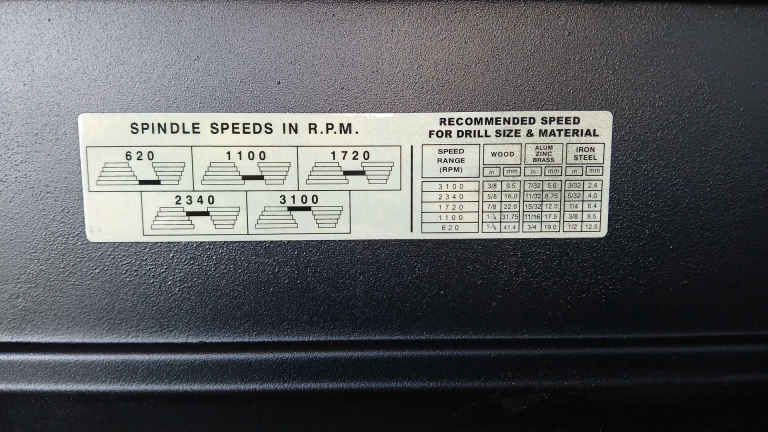 SPINDLE SPEEDS IN R.P.M.
620 1100 1720
2340 3100
RECOMMENDED SPEED
FOR DRILL SIZE & MATERIAL
SPEED RANGE (RPM) WOOD ALUM ZINC BRASS IRON STEEL
in mm in mm in mm
3100 3/8 9.5 7/32 5.6 3/32 2.4
2340 5/8 16.0 11/32 8.75 5/32 4.0
1720 7/8 22.0 15/32 12.0 1/4 6.4
1100 31.75 11/16 17.5 3/8 9.5
620 41.4 3/4 19.0 1/2 12.5